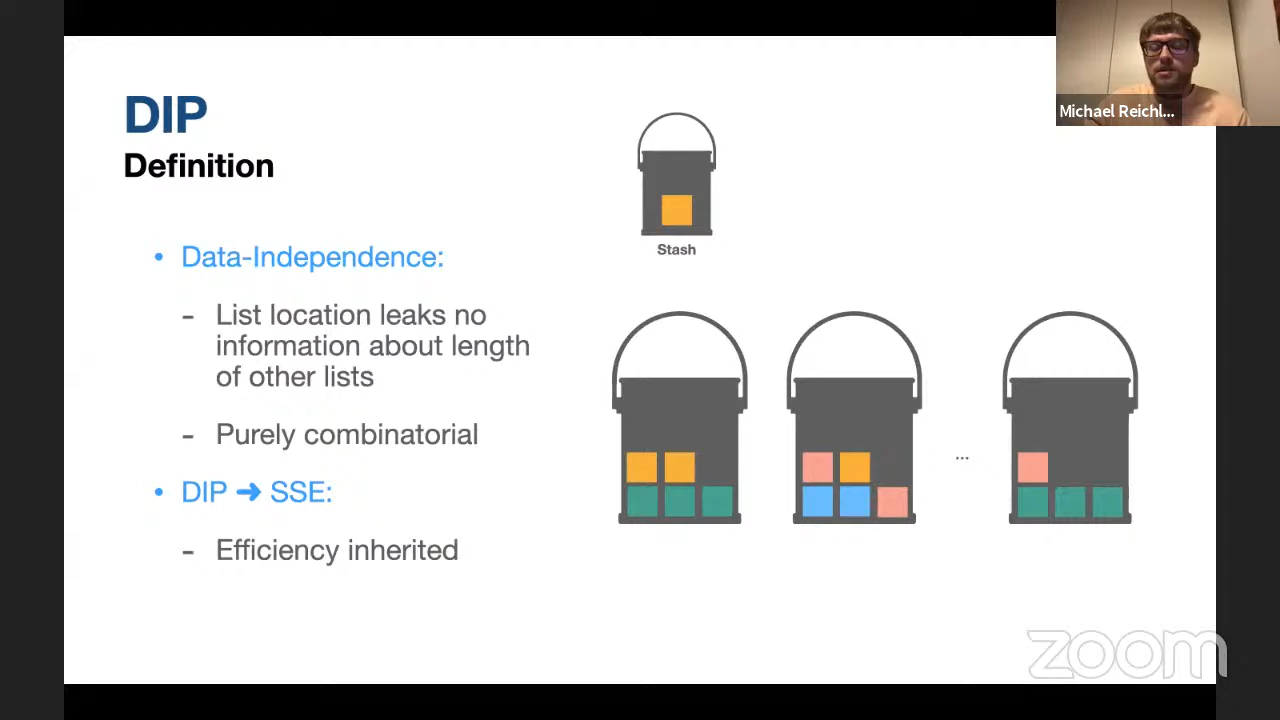 DIP
Definition
• Data-Independence:
- List location leaks no
information about length
of other lists
- Purely combinatorial
• DIP ➜ SSE:
- Efficiency inherited
Stash
...
Michael Reichl...
zoom